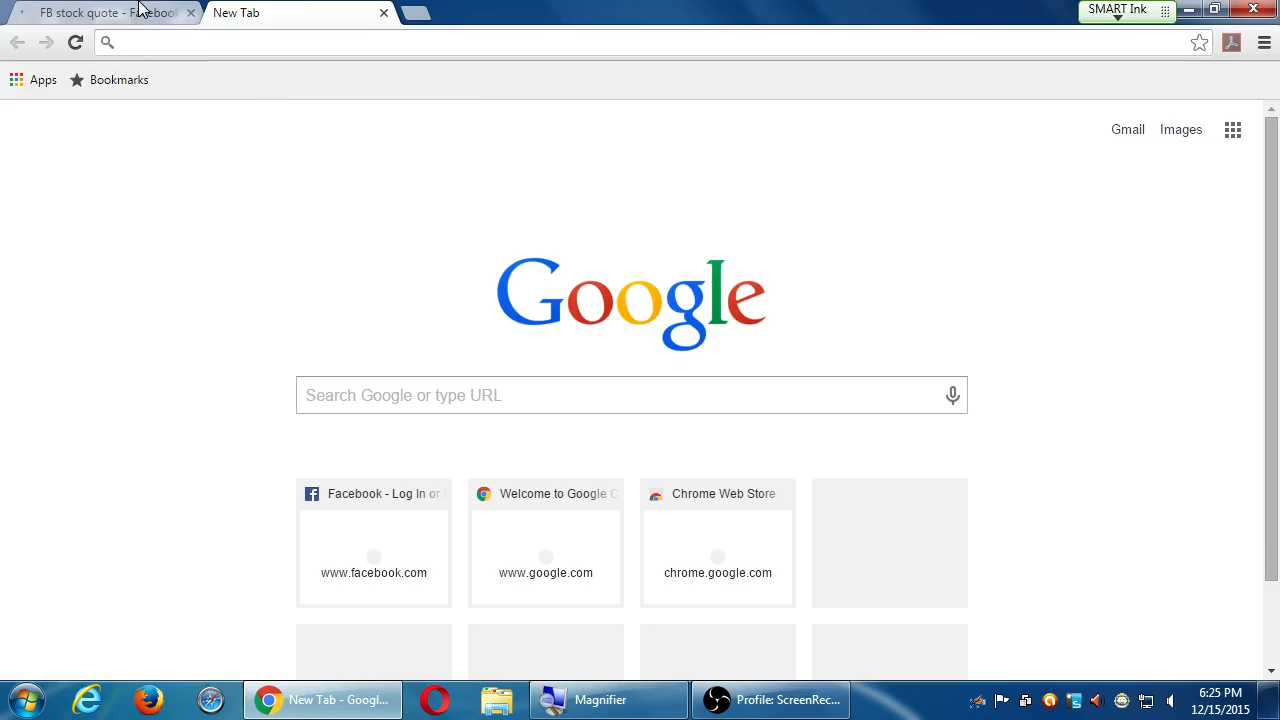 FB stock quote - Facebook
New Tab
SMART Ink
Apps
Bookmarks
Gmail
Images
Google
Search Google or type URL
Facebook - Log In or
Welcome to Google C
Chrome Web Store
www.facebook.com
www.google.com
chrome.google.com
New Tab - Googl...
Magnifier
Profile: ScreenRec...
6:25 PM
12/15/2015